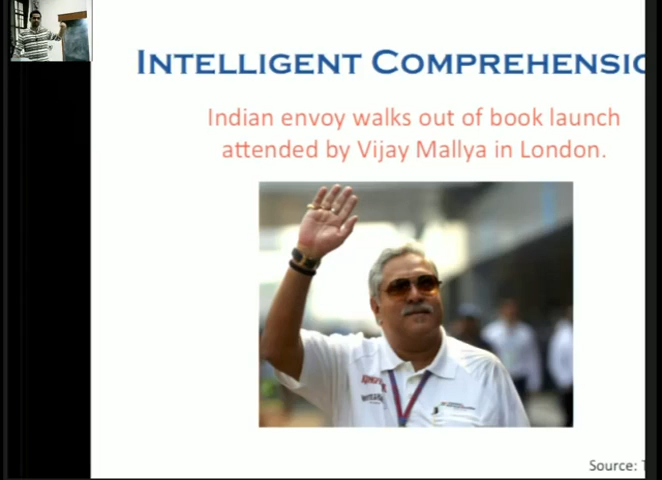 INTELLIGENT COMPREHENSIO
Indian envoy walks out of book launch
attended by Vijay Mallya in London.
Source: